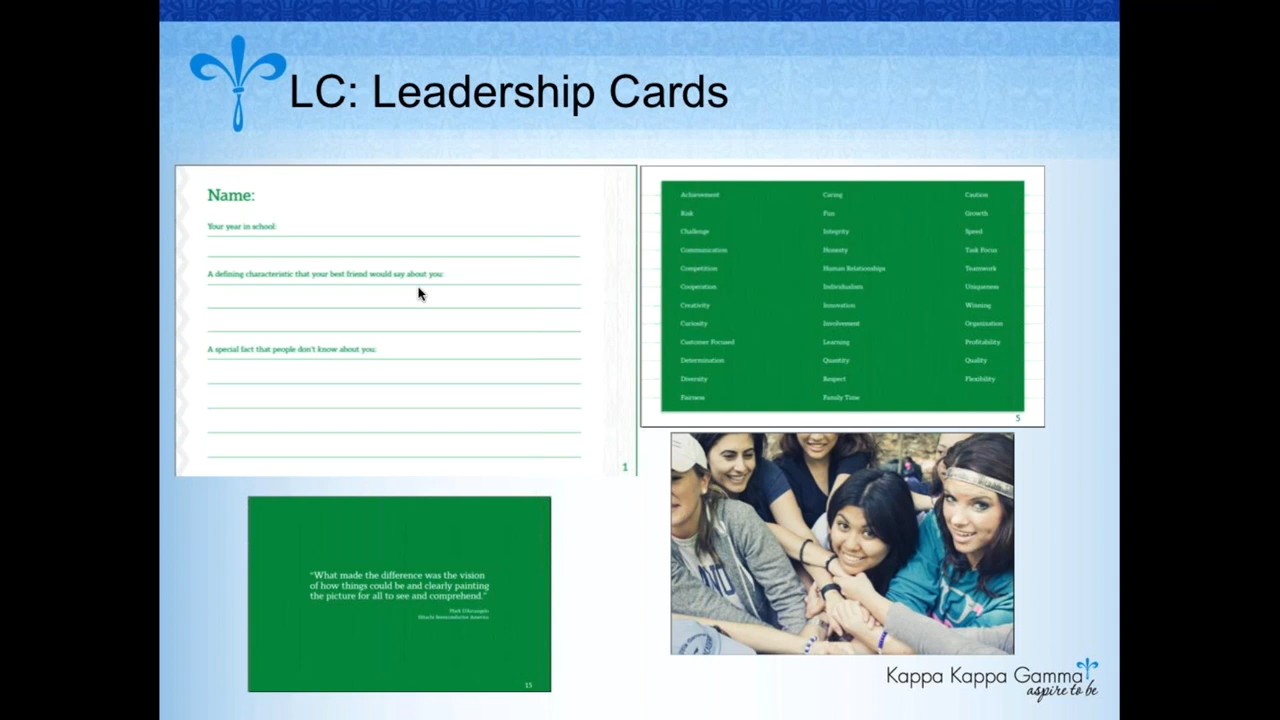 LC: Leadership Cards
Name:
Your year in school:
A defining characteristic that your best friend would say about you:
A special fact that people don't know about you:
1
Achievement Caring Caution
Risk Fun Growth
Challenge Integrity Speed
Communication Honesty Task Focus
Competition Human Relationships Teamwork
Cooperation Individualism Uniqueness
Creativity Innovation Winning
Curiosity Involvement Organization
Customer Focused Learning Profitability
Determination Quantity Quality
Diversity Respect Flexibility
Fairness Family Time
5
"What made the difference was the vision
of how things could be and clearly painting
the picture for all to see and comprehend."
Mark
Hitachi Semiconductor America
15
Kappa Kappa Gamma
aspire to be